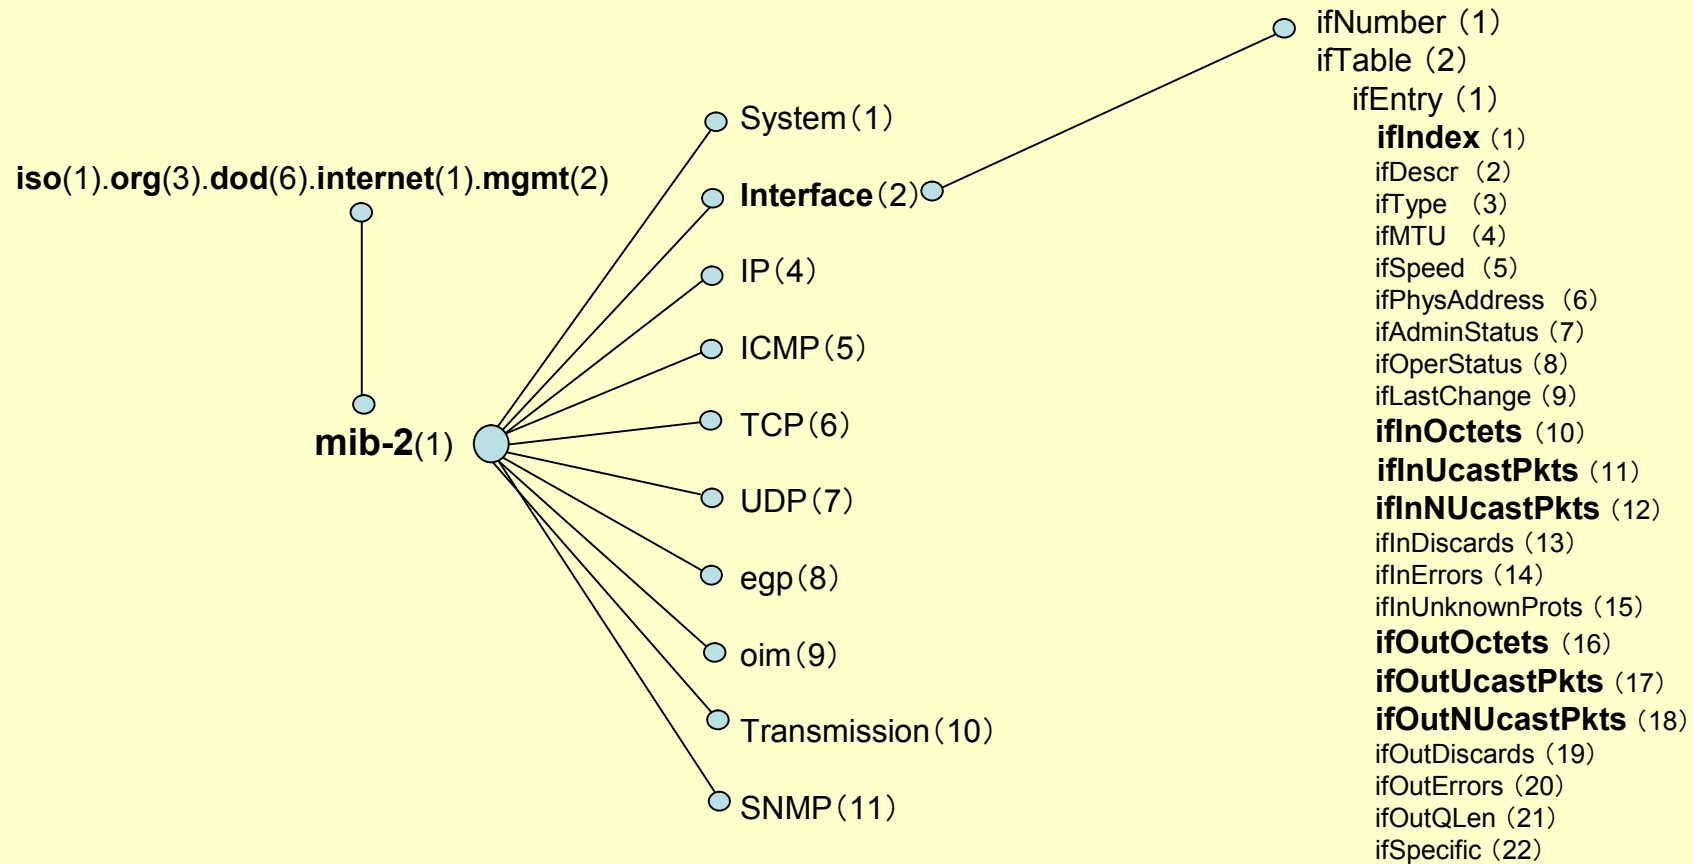 iso(1).org(3).dod(6).internet(1).mgmt(2)
mib-2(1)
System(1)
Interface(2)
IP(4)
ICMP(5)
TCP(6)
UDP(7)
egp(8)
oim(9)
Transmission(10)
SNMP(11)
ifNumber (1)
ifTable (2)
ifEntry (1)
ifIndex (1)
ifDescr (2)
ifType (3)
ifMTU (4)
ifSpeed (5)
ifPhysAddress (6)
ifAdminStatus (7)
ifOperStatus (8)
ifLastChange (9)
ifInOctets (10)
ifInUcastPkts (11)
ifInNUcastPkts (12)
ifInDiscards (13)
ifInErrors (14)
ifInUnknownProts (15)
ifOutOctets (16)
ifOutUcastPkts (17)
ifOutNUcastPkts (18)
ifOutDiscards (19)
ifOutErrors (20)
ifOutQLen (21)
ifSpecific (22)